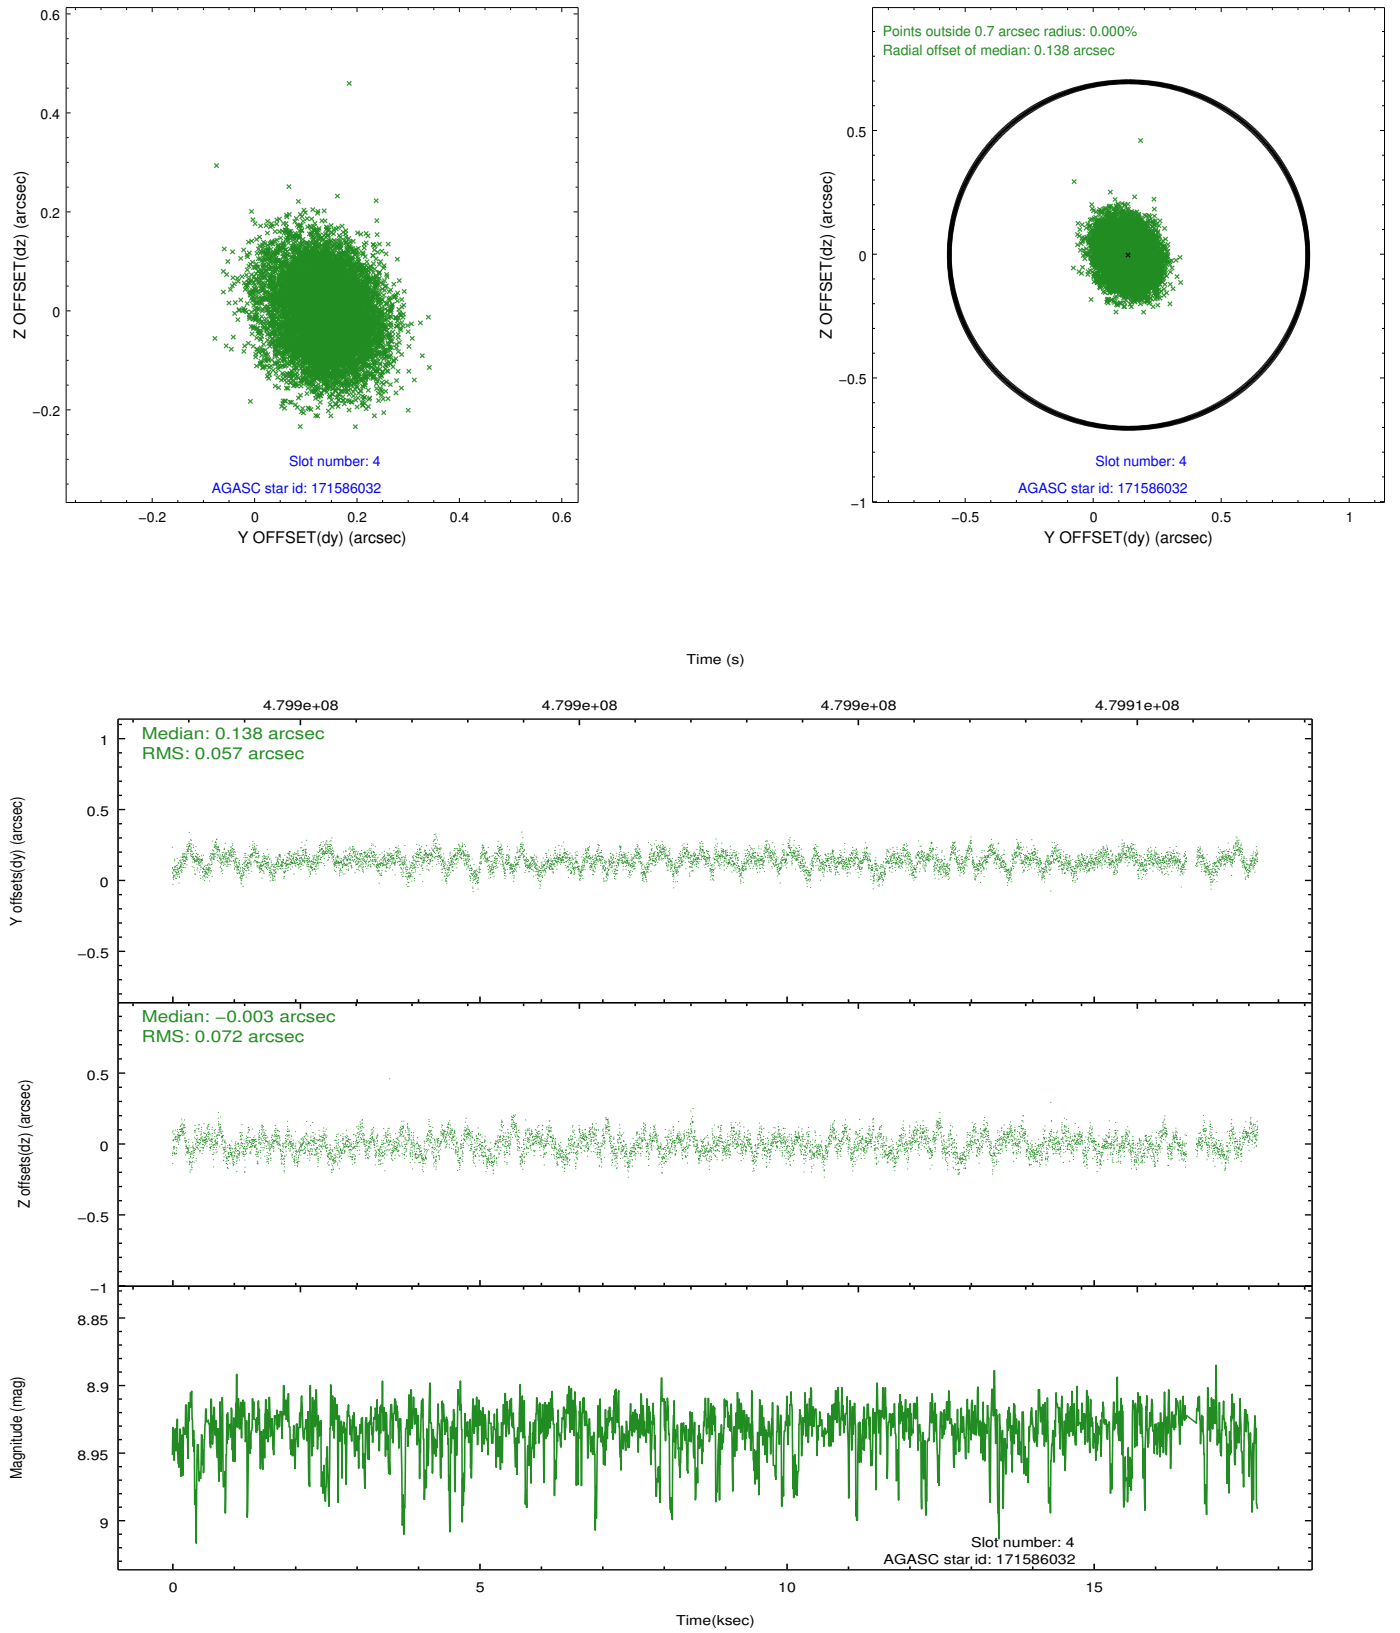 0.6
0.4
0.2
0
−0.2
Z OFFSET(dz) (arcsec)
−0.2 0 0.2 0.4 0.6
Y OFFSET(dy) (arcsec)
Slot number: 4
AGASC star id: 171586032
Points outside 0.7 arcsec radius: 0.000%
Radial offset of median: 0.138 arcsec
0.5
0
−0.5
−1
Z OFFSET(dz) (arcsec)
Slot number: 4
AGASC star id: 171586032
−0.5 0 0.5 1
Y OFFSET(dy) (arcsec)
Time (s)
4.799e+08 4.799e+08 4.799e+08 4.7991e+08
Median: 0.138 arcsec
RMS: 0.057 arcsec
1
0.5
0
−0.5
Y offsets(dy) (arcsec)
Median: −0.003 arcsec
RMS: 0.072 arcsec
0.5
0
−0.5
−1
Z offsets(dz) (arcsec)
8.85
8.9
8.95
9
Magnitude (mag)
Slot number: 4
AGASC star id: 171586032
0 5 10 15
Time(ksec)